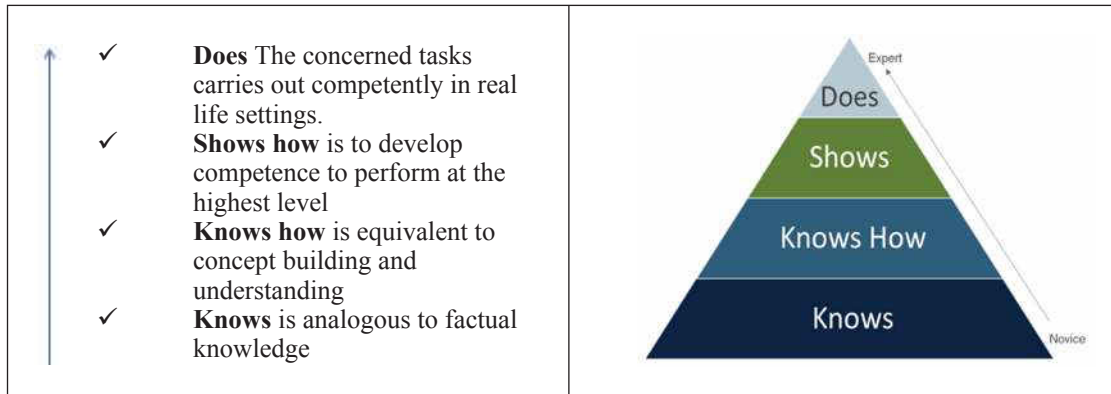 ✓ Does The concerned tasks
carries out competently in real
life settings.
✓ Shows how is to develop
competence to perform at the
highest level
✓ Knows how is equivalent to
concept building and
understanding
✓ Knows is analogous to factual
knowledge
Expert
Does
Shows
Knows How
Knows
Novice